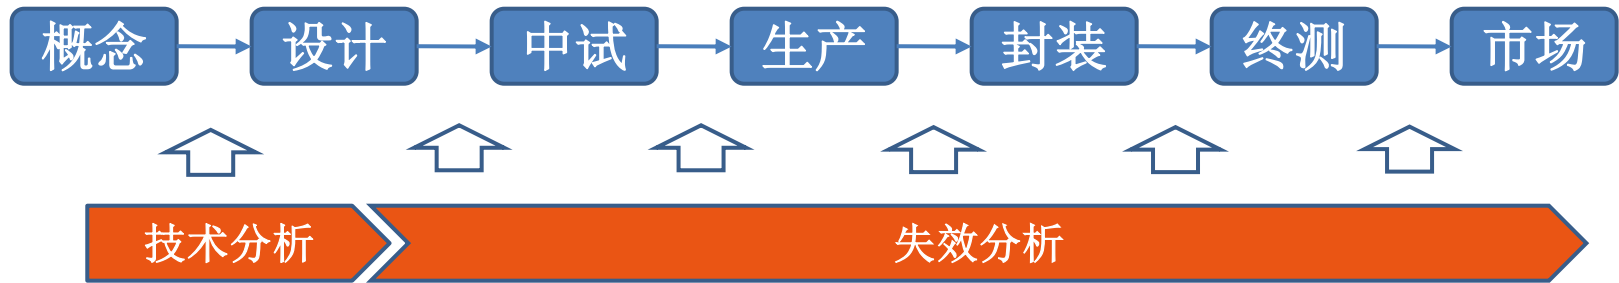 概念 设计 中试 生产 封装 终测 市场
技术分析 失效分析